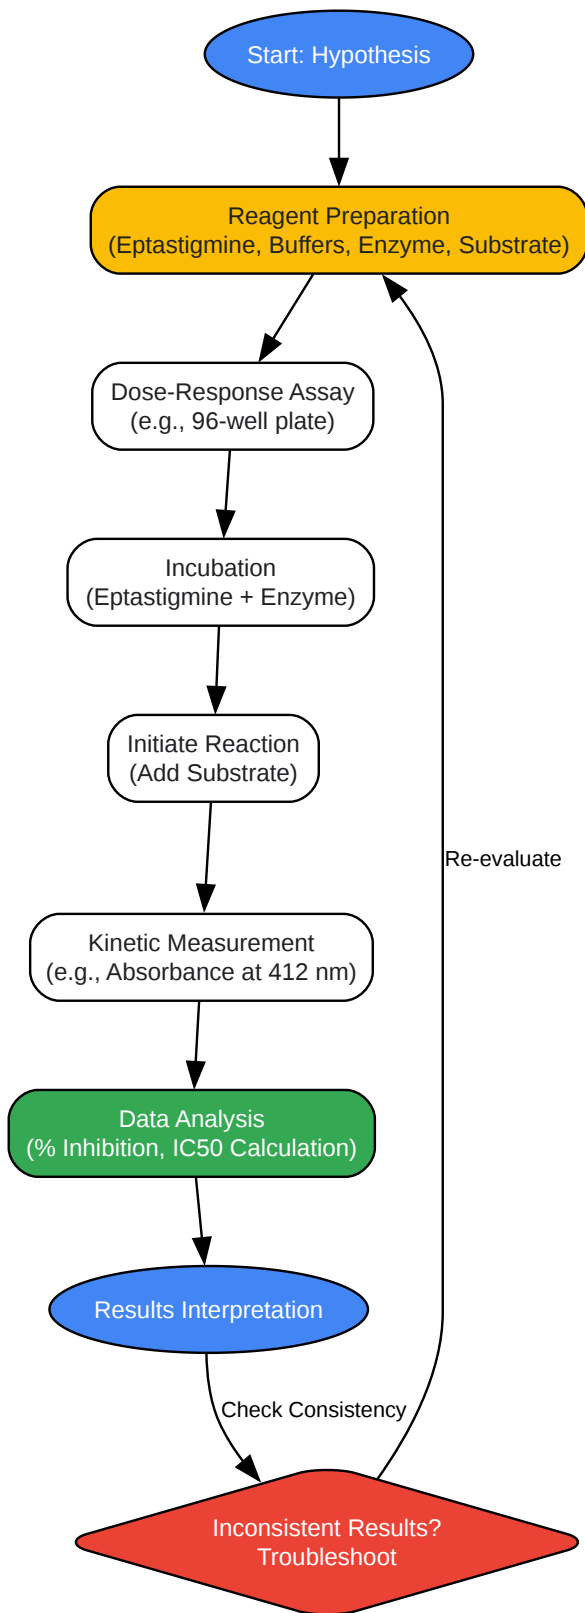 Start: Hypothesis
Reagent Preparation
(Eptastigmine, Buffers, Enzyme, Substrate)
Dose-Response Assay
(e.g., 96-well plate)
Incubation
(Eptastigmine + Enzyme)
Initiate Reaction
(Add Substrate)
Re-evaluate
Kinetic Measurement
(e.g., Absorbance at 412 nm)
Data Analysis
(% Inhibition, IC50 Calculation)
Results Interpretation
Check Consistency
Inconsistent Results?
Troubleshoot